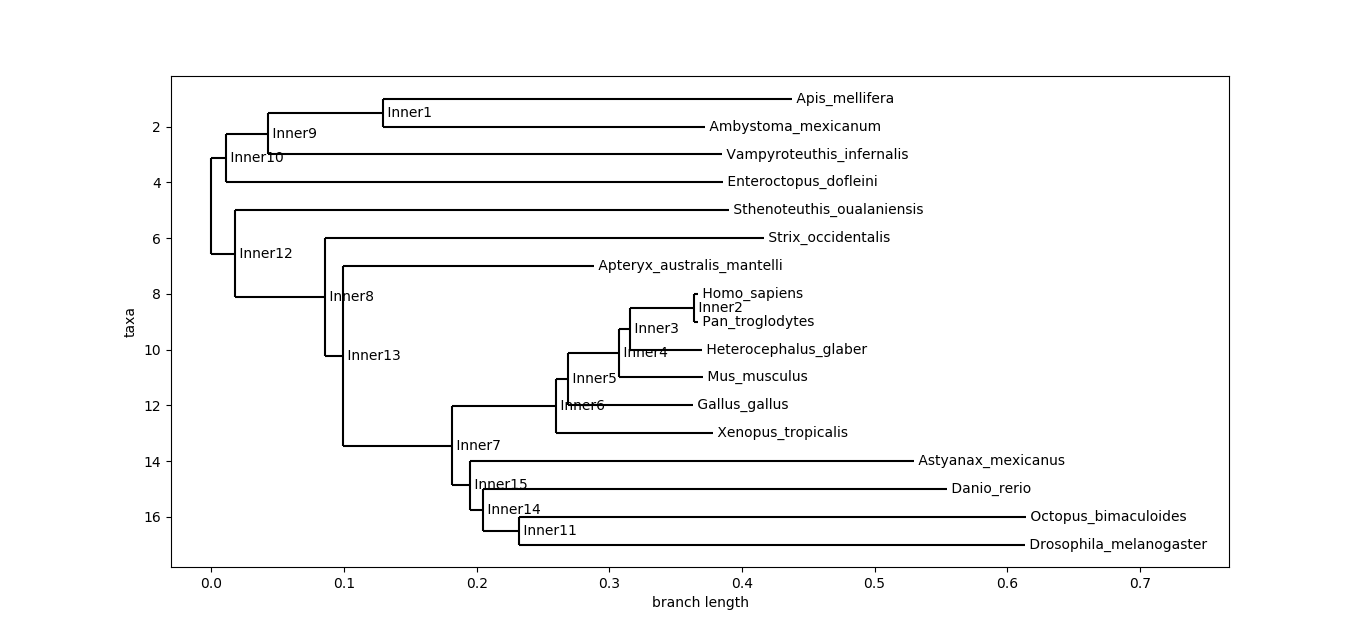 Apis_mellifera
Inner1
2
Ambystoma_mexicanum
Inner9
Vampyroteuthis_infernalis
Inner10
4
Enteroctopus_dofleini
Sthenoteuthis_oualaniensis
6
Strix_occidentalis
Inner12
Apteryx_australis_mantelli
8
Homo_sapiens
Inner8
Inner2
taxa
Pan_troglodytes
Inner3
10
Heterocephalus_glaber
Inner4
Inner13
Mus_musculus
Inner5
12
Gallus_gallus
Inner6
Xenopus_tropicalis
Inner7
14
Astyanax_mexicanus
Inner15
Danio_rerio
Inner14
16
Octopus_bimaculoides
Inner11
Drosophila_melanogaster
0.0 0.1 0.2 0.3 0.4 0.5 0.6 0.7
branch length